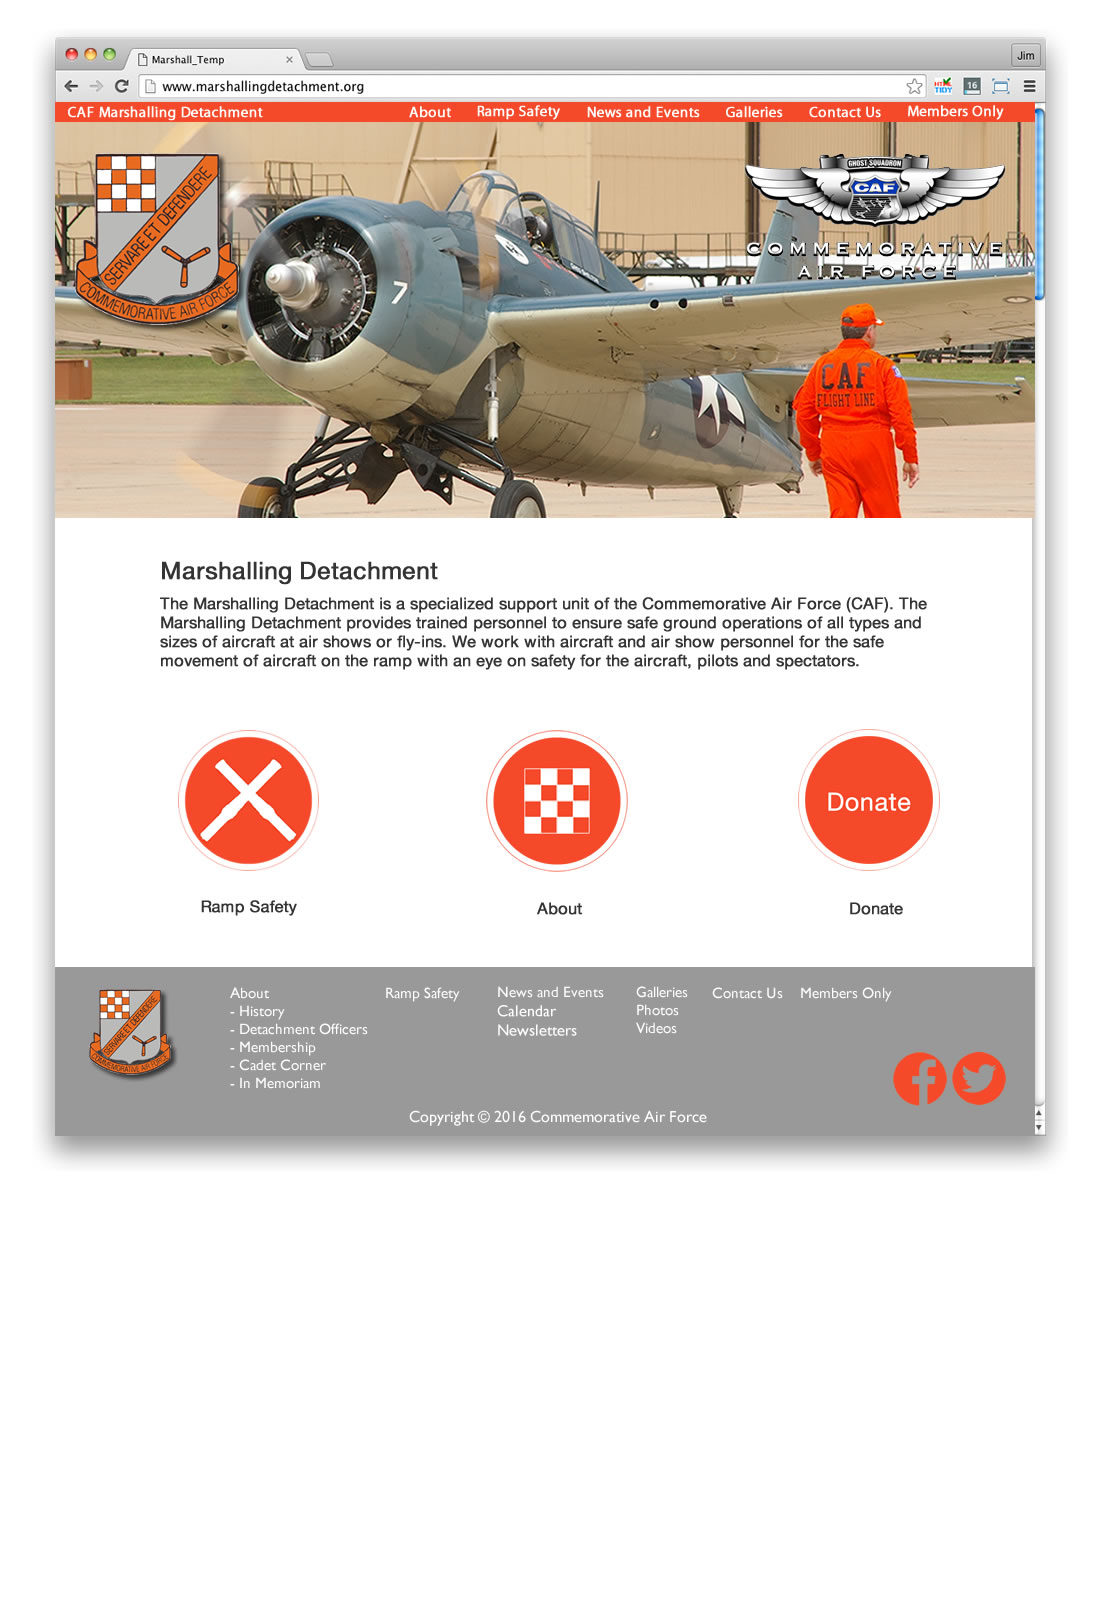 Marshall_Temp
Jim
www.marshallingdetachment.org
HTML TIDY
16
CAF Marshalling Detachment About Ramp Safety News and Events Galleries Contact Us Members Only
SERVARE ET DEFENDERE
COMMEMORATIVE AIR FORCE
GHOST SQUADRON
CAF
COMMEMORATIVE
AIR FORCE
7
CAF
FLIGHT LINE
Marshalling Detachment
The Marshalling Detachment is a specialized support unit of the Commemorative Air Force (CAF). The
Marshalling Detachment provides trained personnel to ensure safe ground operations of all types and
sizes of aircraft at air shows or fly-ins. We work with aircraft and air show personnel for the safe
movement of aircraft on the ramp with an eye on safety for the aircraft, pilots and spectators.
Donate
Ramp Safety
About
Donate
SERVARE ET DEFENDERE
COMMEMORATIVE AIR FORCE
About
- History
- Detachment Officers
- Membership
- Cadet Corner
- In Memoriam
Ramp Safety
News and Events
Calendar
Newsletters
Galleries
Photos
Videos
Contact Us
Members Only
Copyright © 2016 Commemorative Air Force